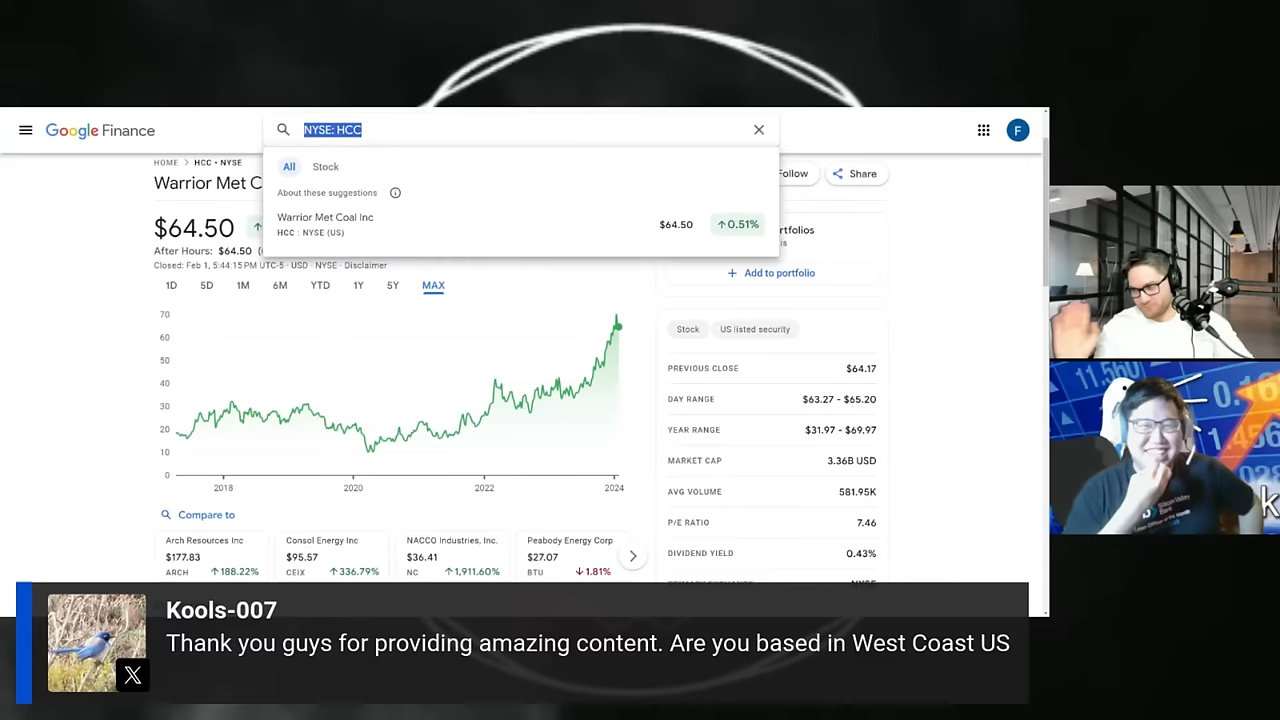 Google Finance
NYSE: HCC
All Stock
About these suggestions
Warrior Met Coal Inc
HCC : NYSE (US)
$64.50
↑ 0.51%
HOME > HCC • NYSE
Warrior Met C
Follow
Share
F
$64.50 ↑
After Hours: $64.50 (
Closed: Feb 1, 5:44:15 PM UTC-5 · USD · NYSE · Disclaimer
1D 5D 1M 6M YTD 1Y 5Y MAX
70
60
50
40
30
20
10
0
2018 2020 2022 2024
Compare to
Arch Resources Inc
$177.83
ARCH ↑ 188.22%
Consol Energy Inc
$95.57
CEIX ↑ 336.79%
NACCO Industries, Inc.
$36.41
NC ↑ 1,911.60%
Peabody Energy Corp
$27.07
BTU ↓ 1.81%
+ Add to portfolio
Stock US listed security
PREVIOUS CLOSE $64.17
DAY RANGE $63.27 - $65.20
YEAR RANGE $31.97 - $69.97
MARKET CAP 3.36B USD
AVG VOLUME 581.95K
P/E RATIO 7.46
DIVIDEND YIELD 0.43%
11.560
Silicon Valley
Bank
Kools-007
Thank you guys for providing amazing content. Are you based in West Coast US
X